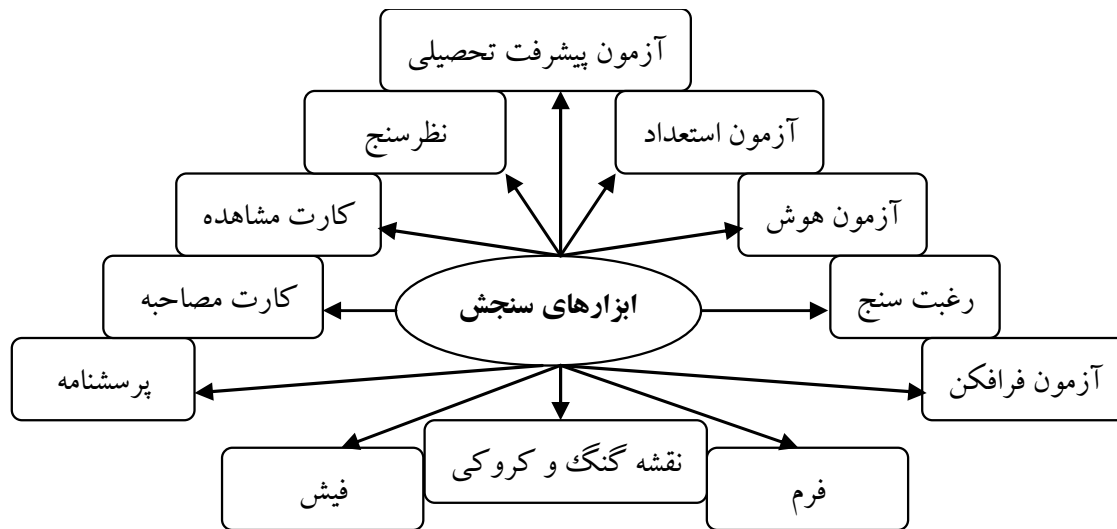 آزمون پیشرفت تحصیلی
آزمون استعداد
نظرسنج
آزمون هوش
کارت مشاهده
رغبت سنج
ابزارهای سنجش
کارت مصاحبه
آزمون فرافکن
پرسشنامه
نقشه گنگ و کروکی
فرم
فیش